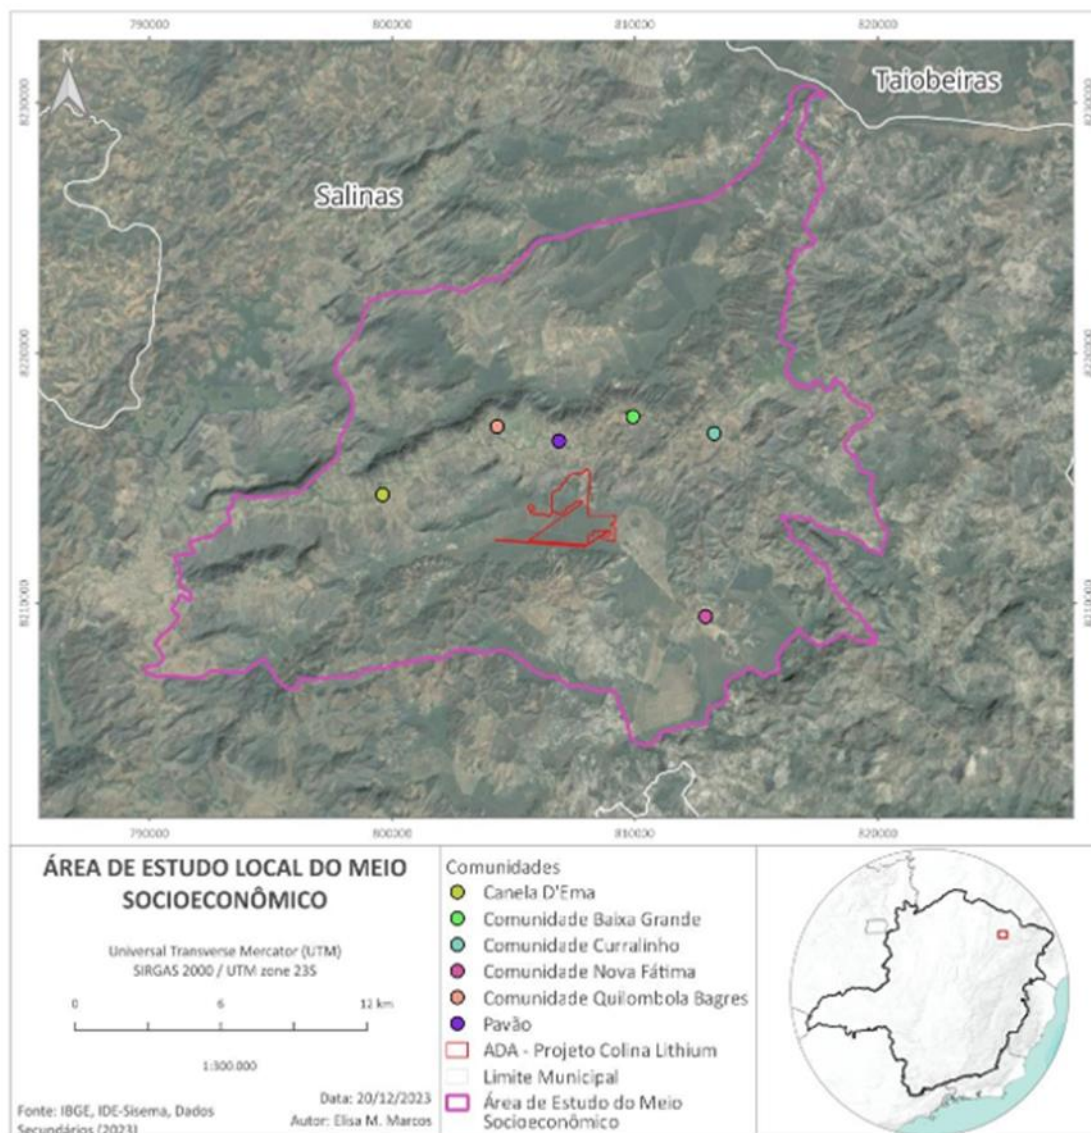 790000 800000 810000 820000
N
Taiobeiras
8230000 8230000
Salinas
8220000 8220000
8210000 8210000
790000 800000 810000 820000
ÁREA DE ESTUDO LOCAL DO MEIO
SOCIOECONÔMICO
Universal Transverse Mercator (UTM)
SIRGAS 2000 / UTM zone 23S
0 6 12 km
1:300.000
Data: 20/12/2023
Fonte: IBGE, IDE-Sisema, Dados
Autor: Elisa M. Marcos
Secundários (2023)
Comunidades
Canela D'Ema
Comunidade Baixa Grande
Comunidade Curralinho
Comunidade Nova Fátima
Comunidade Quilombola Bagres
Pavão
ADA - Projeto Colina Lithium
Limite Municipal
Área de Estudo do Meio
Socioeconômico